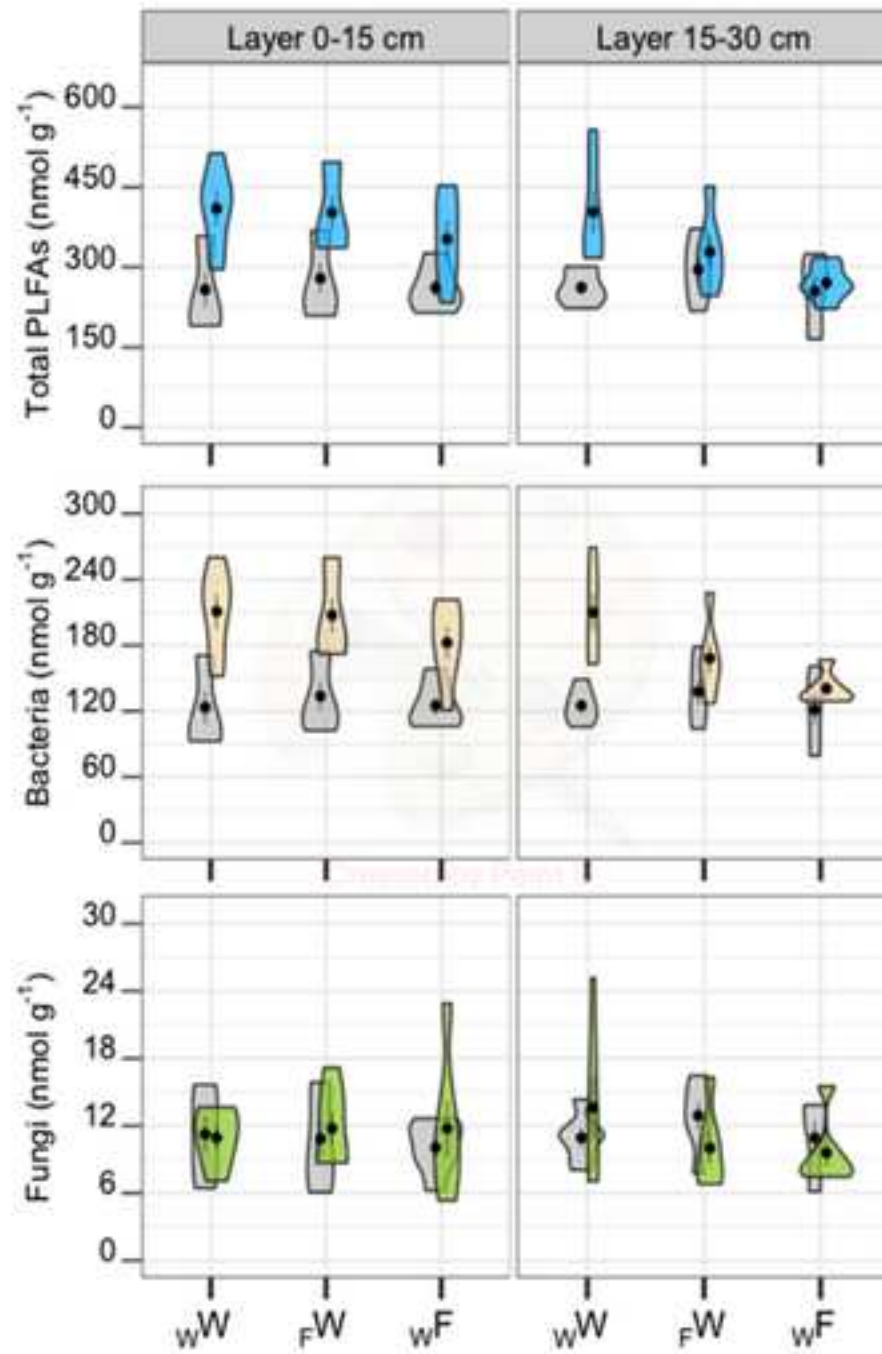 Layer 0-15 cm
Layer 15-30 cm
Total PLFAs (nmol g⁻¹)
600
450
300
150
0
Bacteria (nmol g⁻¹)
300
240
180
120
60
0
Fungi (nmol g⁻¹)
30
24
18
12
6
0
wW FW wF wW FW wF